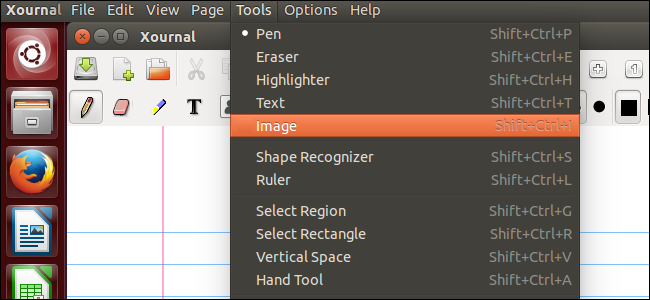 Xournal File Edit View Journal Page Tools Options Help
Xournal
Pen Shift+Ctrl+P
Eraser Shift+Ctrl+E
Highlighter Shift+Ctrl+H
T
Text Shift+Ctrl+T
Image Shift+Ctrl+I
Shape Recognizer Shift+Ctrl+S
Ruler Shift+Ctrl+L
Select Region Shift+Ctrl+G
Select Rectangle Shift+Ctrl+R
Vertical Space Shift+Ctrl+V
Hand Tool Shift+Ctrl+A